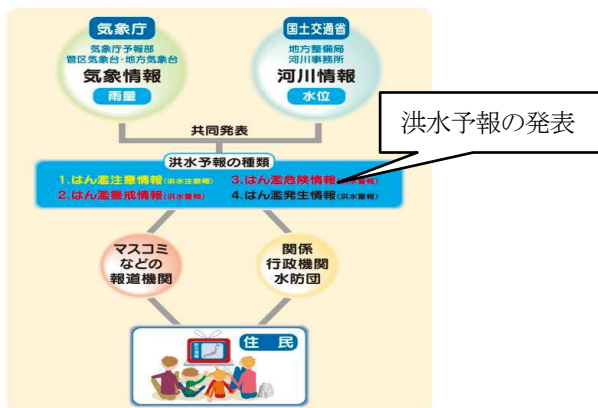 気象庁
気象庁予報部
管区気象台・地方気象台
気象情報
雨量
国土交通省
地方整備局
河川事務所
河川情報
水位
共同発表
洪水予報の発表
洪水予報の種類
1.はん濫注意情報(洪水注意報)
2.はん濫警戒情報(洪水警報)
3.はん濫危険情報(洪水警報)
4.はん濫発生情報(洪水警報)
マスコミ
などの
報道機関
関係
行政機関
水防団
住民